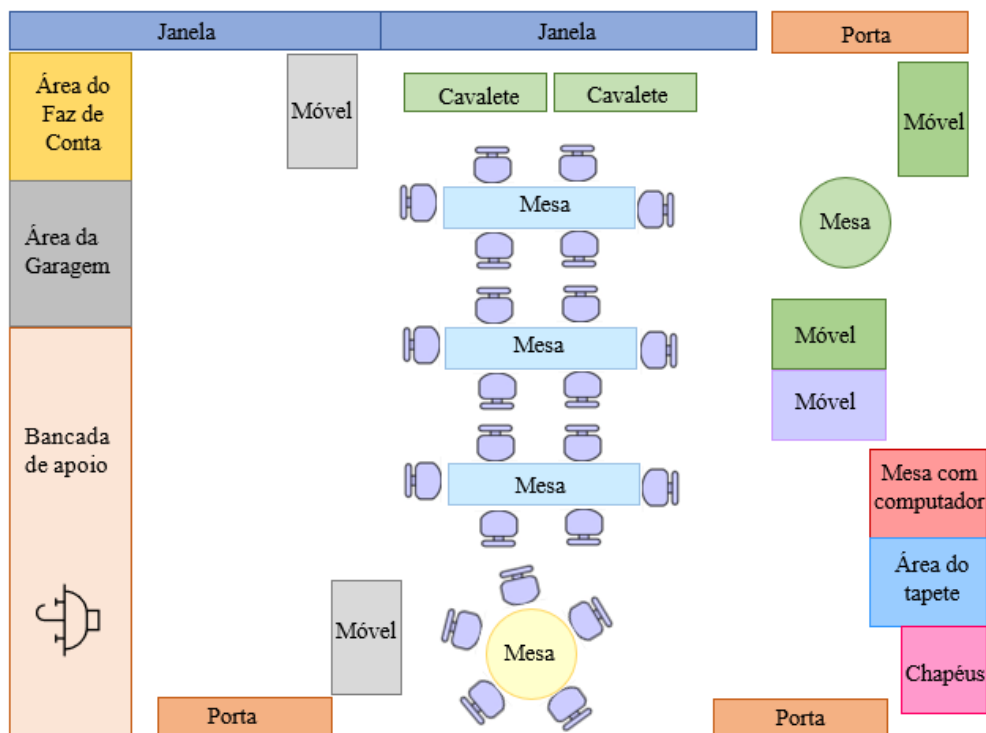 Janela
Janela
Porta
Área do
Faz de
Conta
Móvel
Cavalete
Cavalete
Móvel
Mesa
Mesa
Área da
Garagem
Móvel
Mesa
Móvel
Bancada
de apoio
Mesa
Mesa com
computador
Área do
tapete
Móvel
Mesa
Chapéus
Porta
Porta